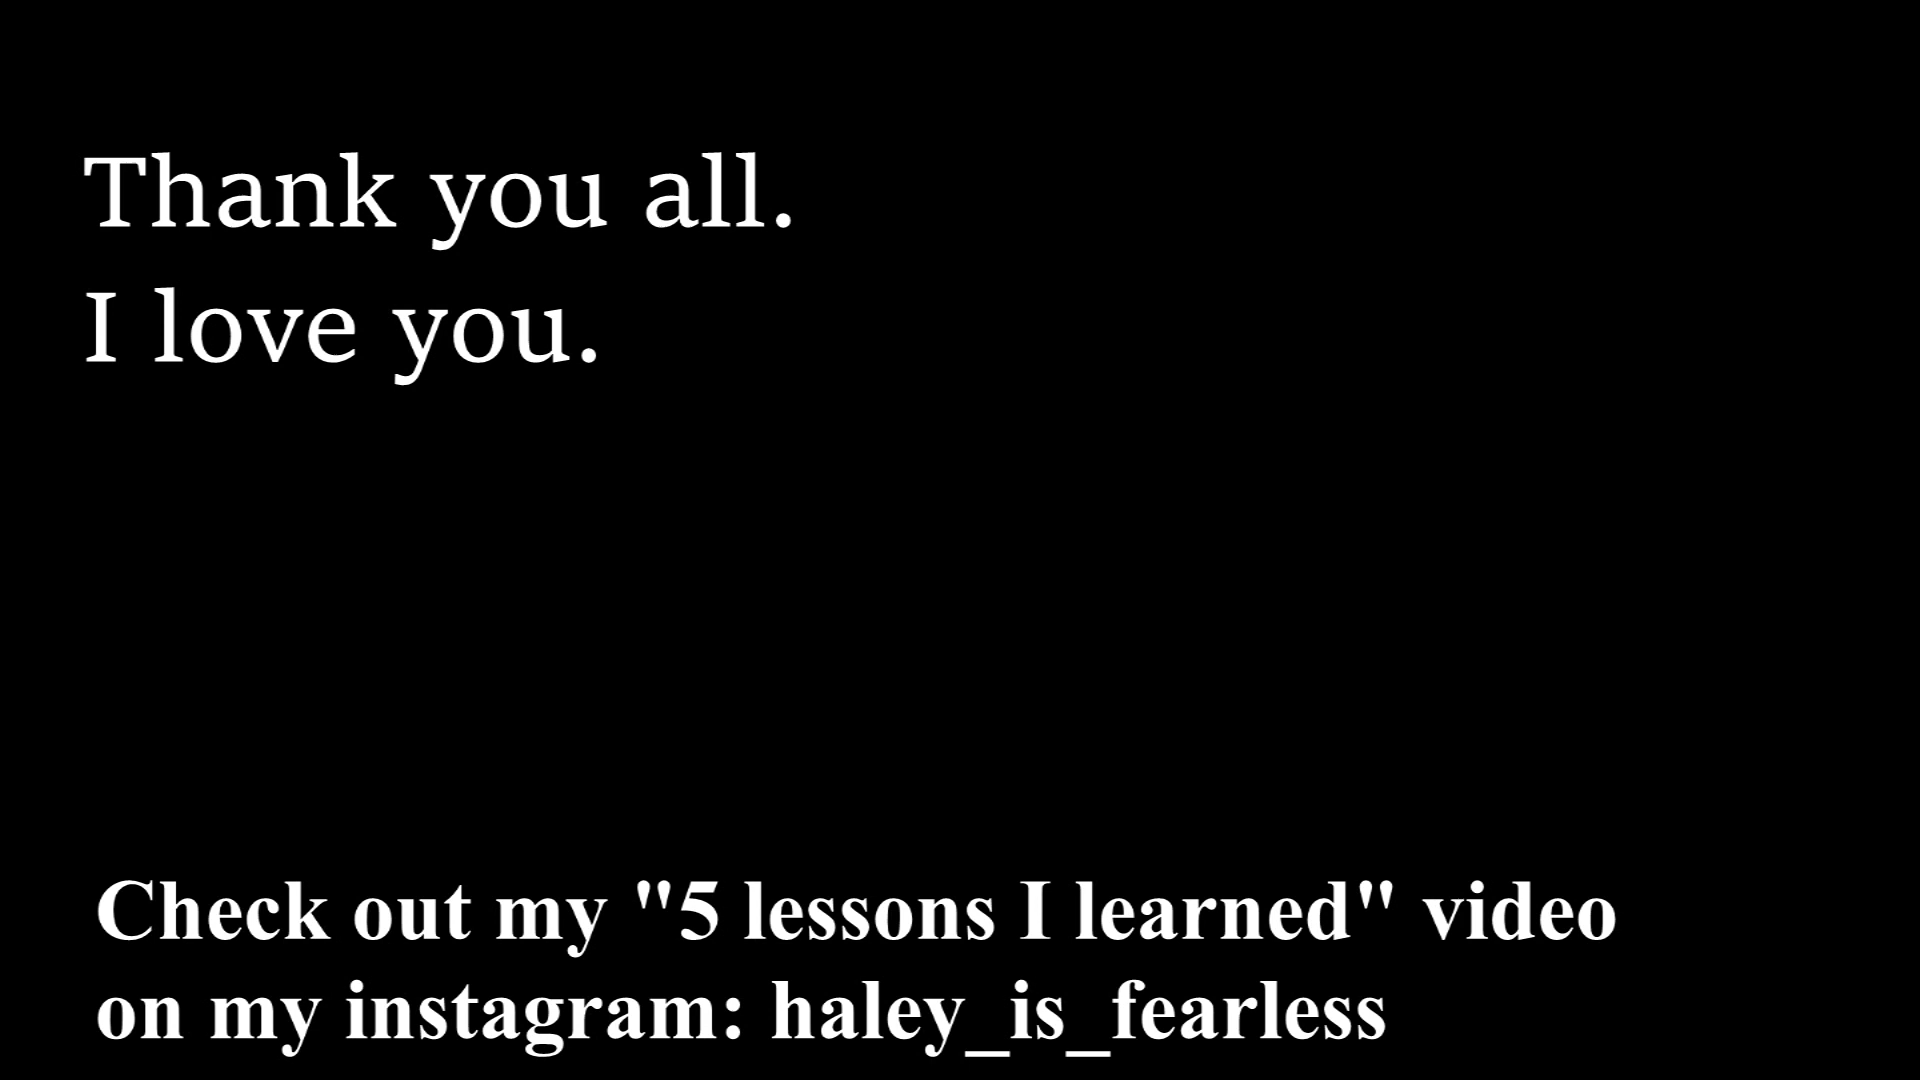 Thank you all.
I love you.
Check out my "5 lessons I learned" video
on my instagram: haley_is_fearless